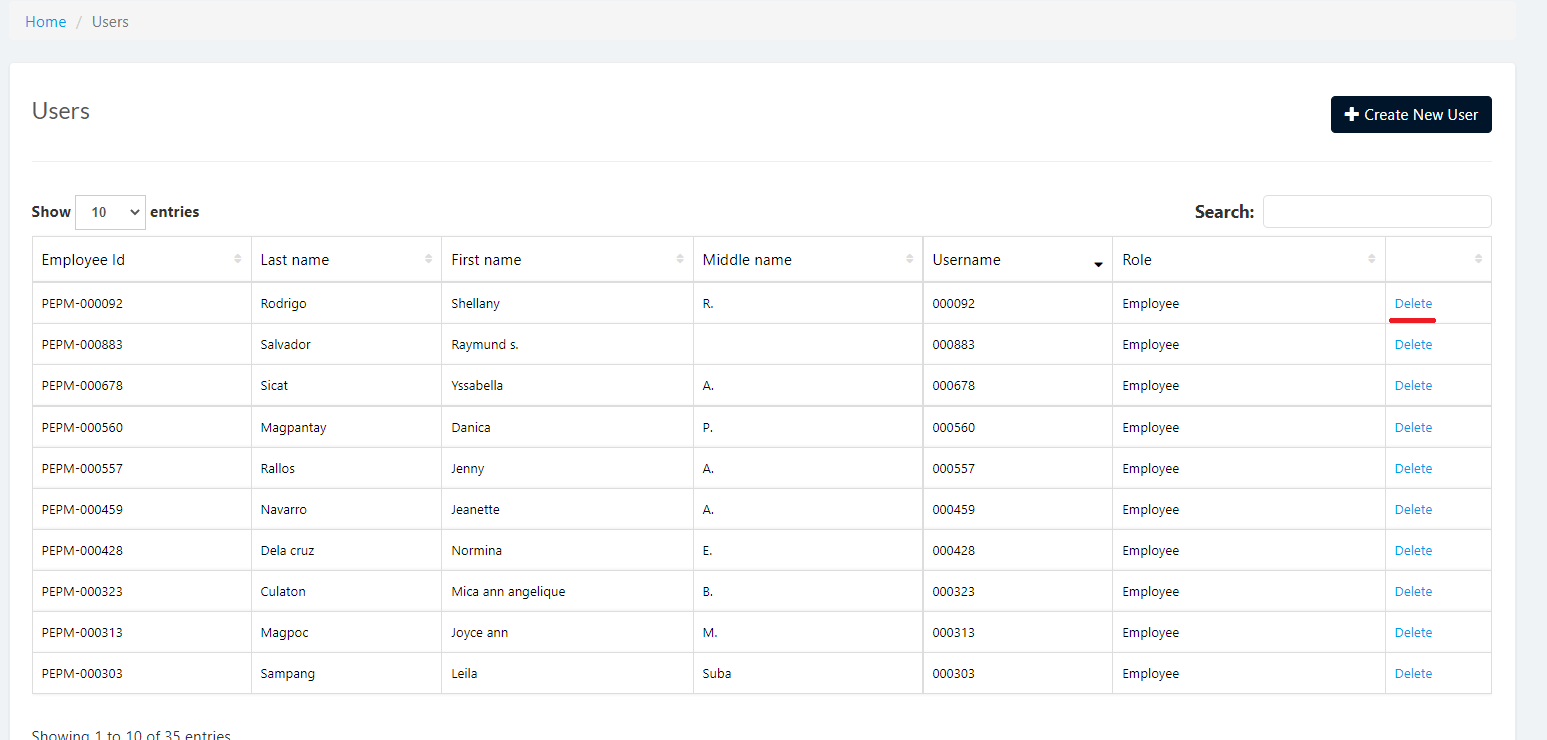 Home / Users
Users
Create New User
Show 10 entries
Search:
Employee Id Last name First name Middle name Username Role
PEPM-000092 Rodrigo Shellany R. 000092 Employee Delete
PEPM-000883 Salvador Raymund s. 000883 Employee Delete
PEPM-000678 Sicat Yssabella A. 000678 Employee Delete
PEPM-000560 Magpantay Danica P. 000560 Employee Delete
PEPM-000557 Rallos Jenny A. 000557 Employee Delete
PEPM-000459 Navarro Jeanette A. 000459 Employee Delete
PEPM-000428 Dela cruz Normina E. 000428 Employee Delete
PEPM-000323 Culaton Mica ann angelique B. 000323 Employee Delete
PEPM-000313 Magpoc Joyce ann M. 000313 Employee Delete
PEPM-000303 Sampang Leila Suba 000303 Employee Delete
Showing 1 to 10 of 35 entries